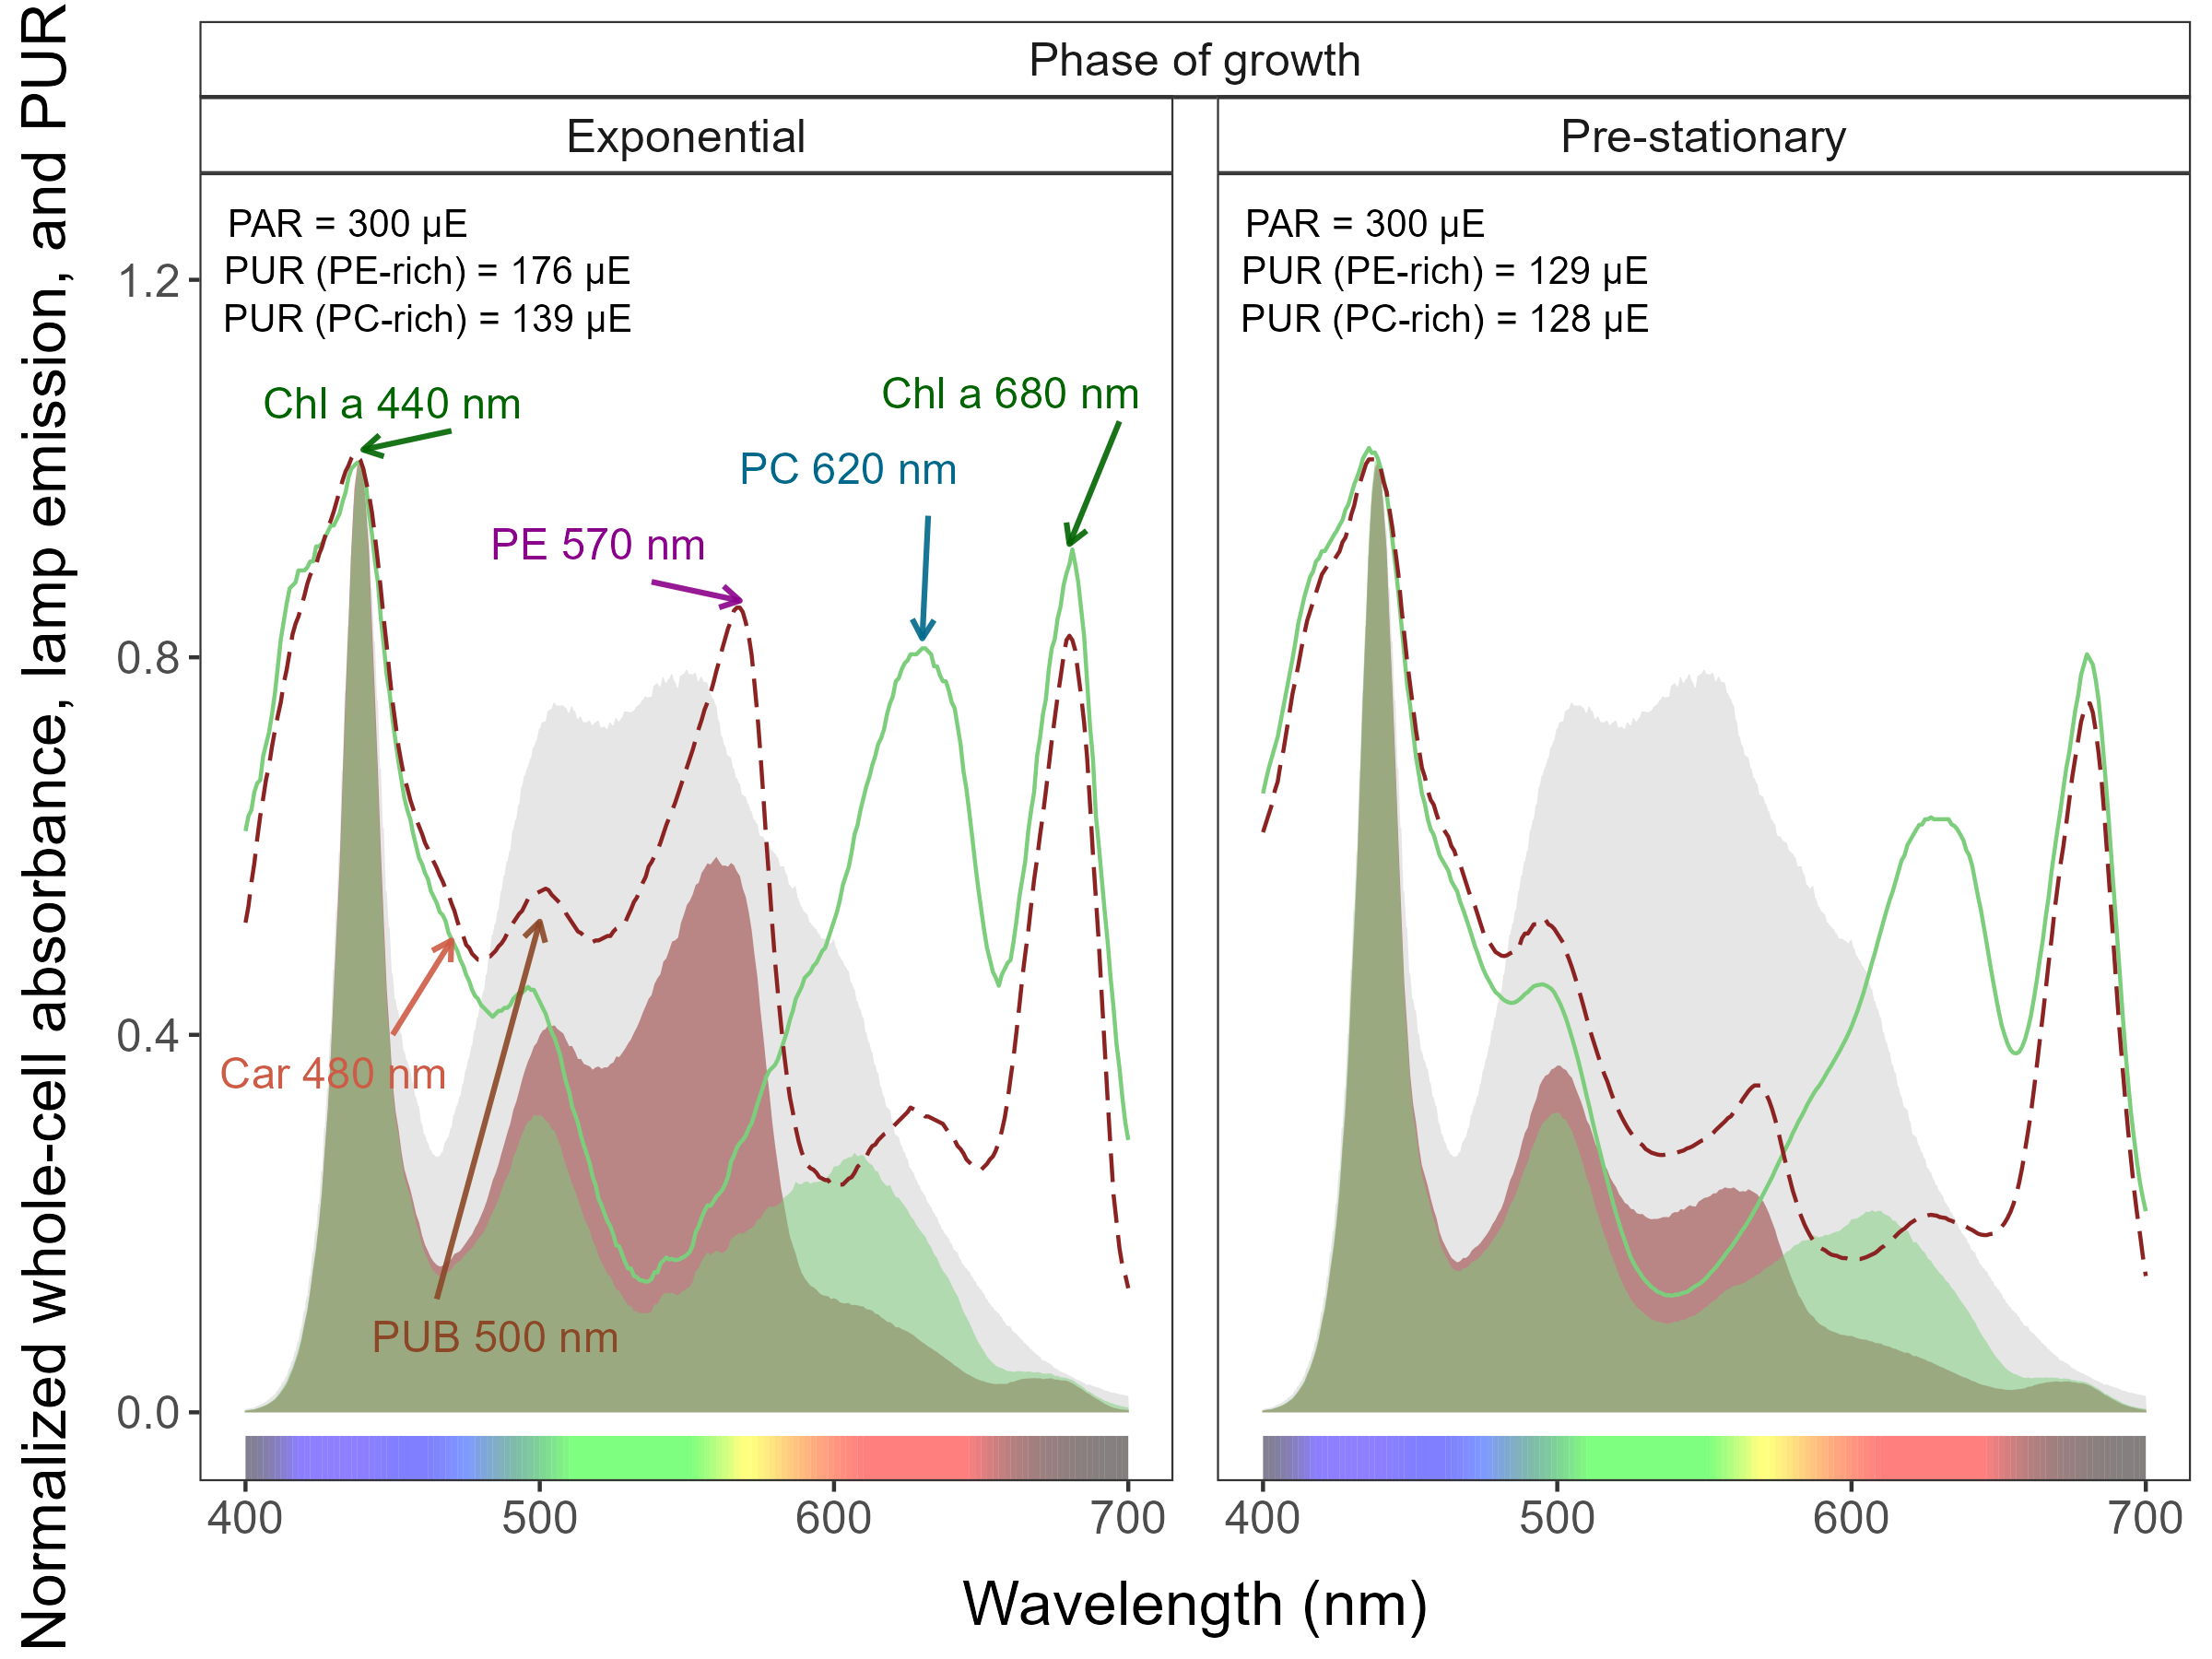 Normalized whole-cell absorbance, lamp emission, and PUR
Phase of growth
Exponential
Pre-stationary
PAR = 300 µE
PUR (PE-rich) = 176 µE
PUR (PC-rich) = 139 µE
PAR = 300 µE
PUR (PE-rich) = 129 µE
PUR (PC-rich) = 128 µE
Chl a 440 nm
Chl a 680 nm
PC 620 nm
PE 570 nm
Car 480 nm
PUB 500 nm
1.2
0.8
0.4
0.0
400 500 600 700
400 500 600 700
Wavelength (nm)